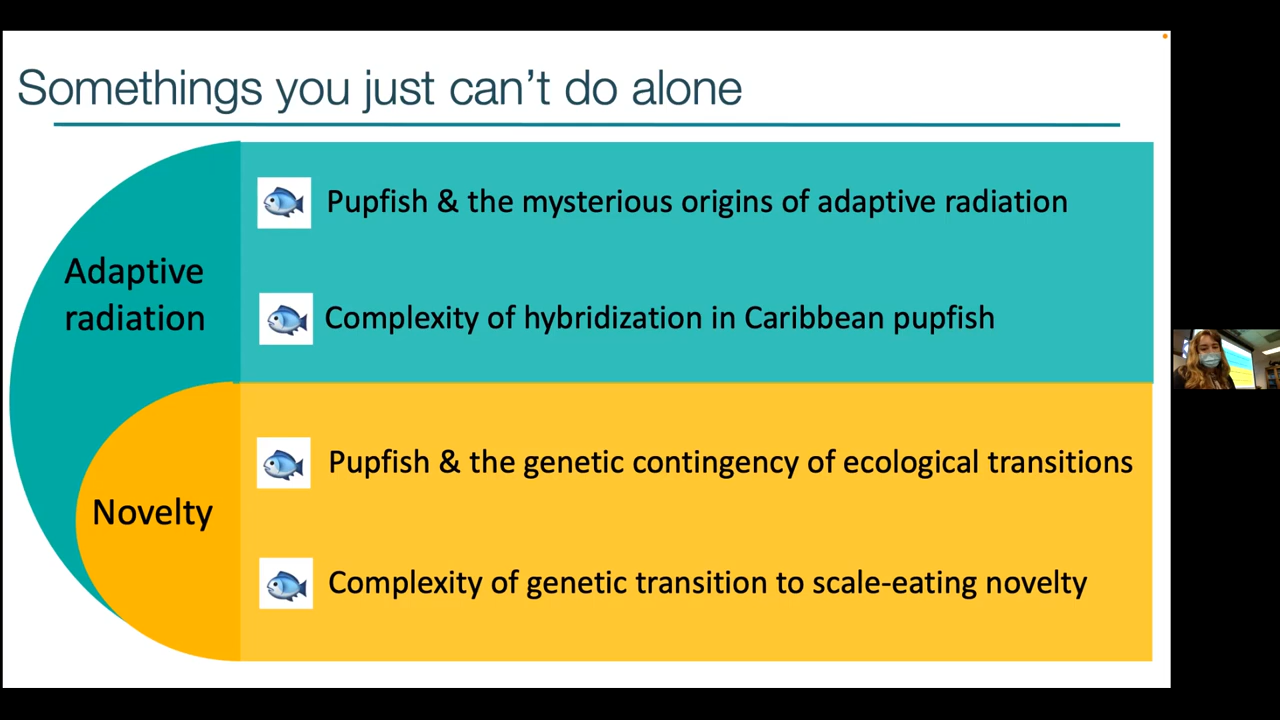 Somethings you just can't do alone
Adaptive
radiation
Pupfish & the mysterious origins of adaptive radiation
Complexity of hybridization in Caribbean pupfish
Novelty
Pupfish & the genetic contingency of ecological transitions
Complexity of genetic transition to scale-eating novelty